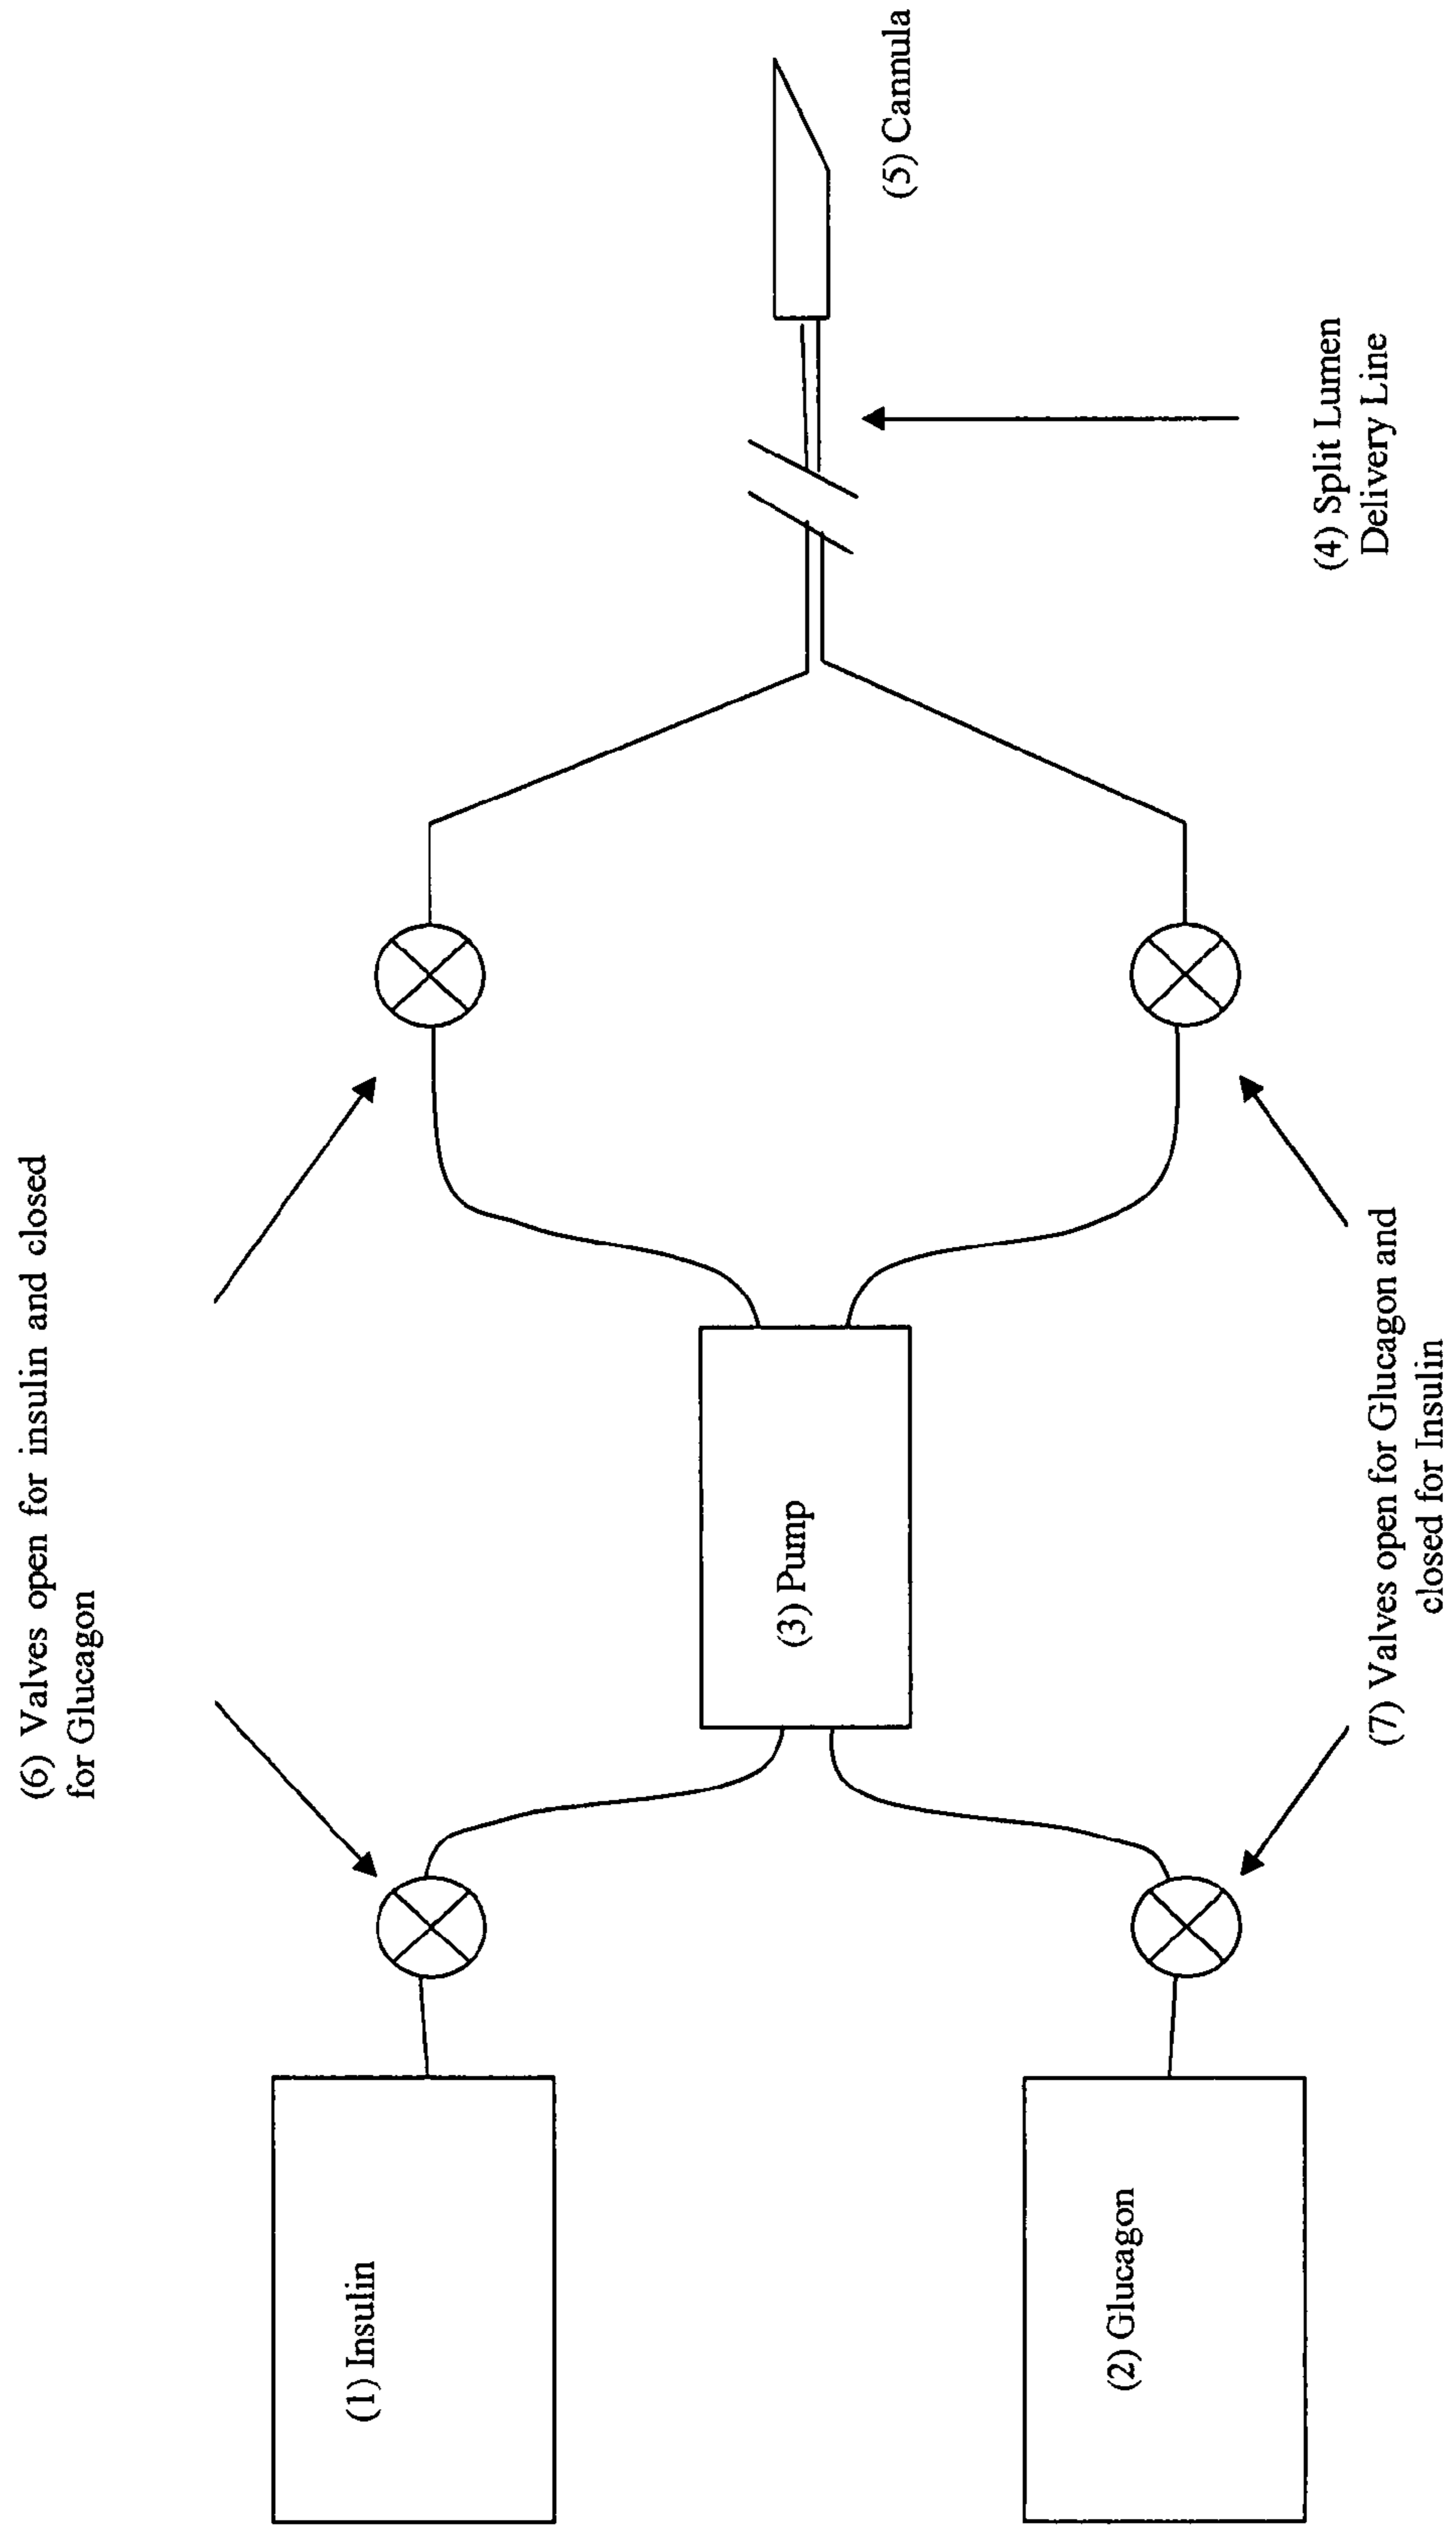 (6) Valves open for insulin and closed
for Glucagon
(1) Insulin
(3) Pump
(5) Cannula
(2) Glucagon
(7) Valves open for Glucagon and
closed for Insulin
(4) Split Lumen
Delivery Line